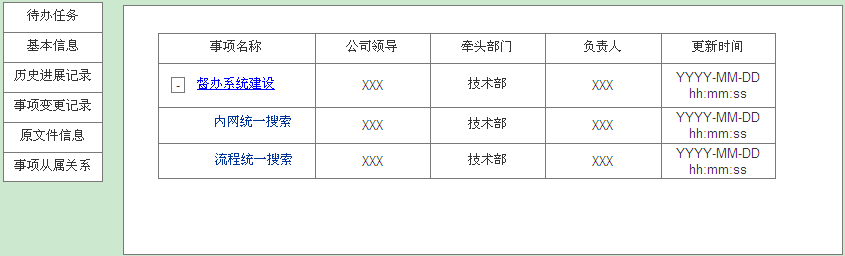 待办任务
基本信息
历史进展记录
事项变更记录
原文件信息
事项从属关系
事项名称 公司领导 牵头部门 负责人 更新时间
- 督办系统建设 XXX 技术部 XXX YYYY-MM-DD
hh:mm:ss
内网统一搜索 XXX 技术部 XXX YYYY-MM-DD
hh:mm:ss
流程统一搜索 XXX 技术部 XXX YYYY-MM-DD
hh:mm:ss